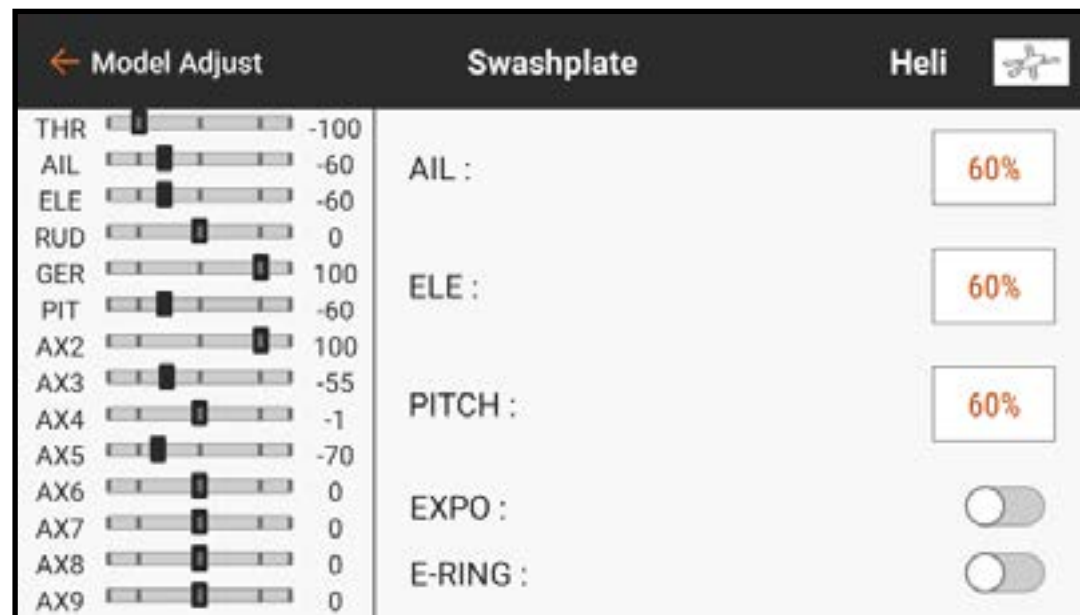 ← Model Adjust Swashplate Heli
THR -100
AIL -60
ELE -60
RUD 0
GER 100
PIT -60
AX2 100
AX3 -55
AX4 -1
AX5 -70
AX6 0
AX7 0
AX8 0
AX9 0
AIL : 60%
ELE : 60%
PITCH : 60%
EXPO :
E-RING :